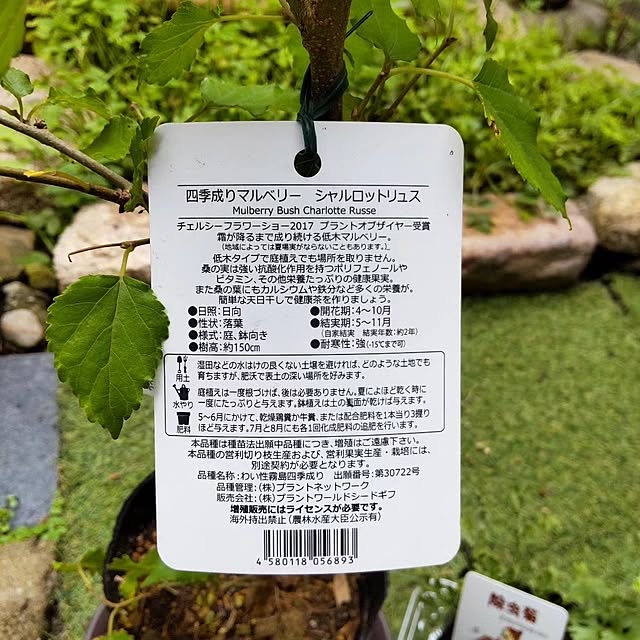 四季成りマルベリー　シャルロットリュス
Mulberry Bush Charlotte Russe
チェルシーフラワーショー2017 プラントオブザイヤー受賞
霜が降るまで成り続ける低木マルベリー。
（地域によっては夏場実がならないこともあります。）
低木タイプで庭植えでも場所を取りません。
桑の実は強い抗酸化作用を持つポリフェノールや
ビタミン、その他栄養たっぷりの健康果実。
また桑の葉にもカルシウムや鉄分など多くの栄養が。
簡単な天日干しで健康茶を作りましょう。
●日照：日向
●性状：落葉
●様式：庭、鉢向き
●樹高：約150cm
●開花期：4〜10月
●結実期：5〜11月
（自家結実　結実年数：約2年）
●耐寒性：強（-15℃まで可）
用土
湿田などの水はけの良くない土壌を避ければ、どのような土地でも
育ちますが、肥沃で表土の深い場所を好みます。
水やり
庭植えは一度根づけば、後は必要ありません。夏によほど乾く時に
一度にたっぷりと与えます。鉢植えは土の表面が乾けば与えます。
肥料
5〜6月にかけて、乾燥鶏糞か牛糞、または配合肥料を1本当り3握り
ほど与えます。7月と8月にも各1回化成肥料の追肥を行います。
本品種は種苗法出願中品種につき、増殖はご遠慮下さい。
本品種の営利切り枝生産および、営利果実生産・栽培には、
別途契約が必要となります。
品種名称：わい性霧島四季成り　出願番号：第30722号
品種管理：（株）プラントネットワーク
販売会社：（株）プラントワールドシードギフ
増殖販売にはライセンスが必要です。
海外持出禁止（農林水産大臣公示有）
4 580118 056893
除虫菊